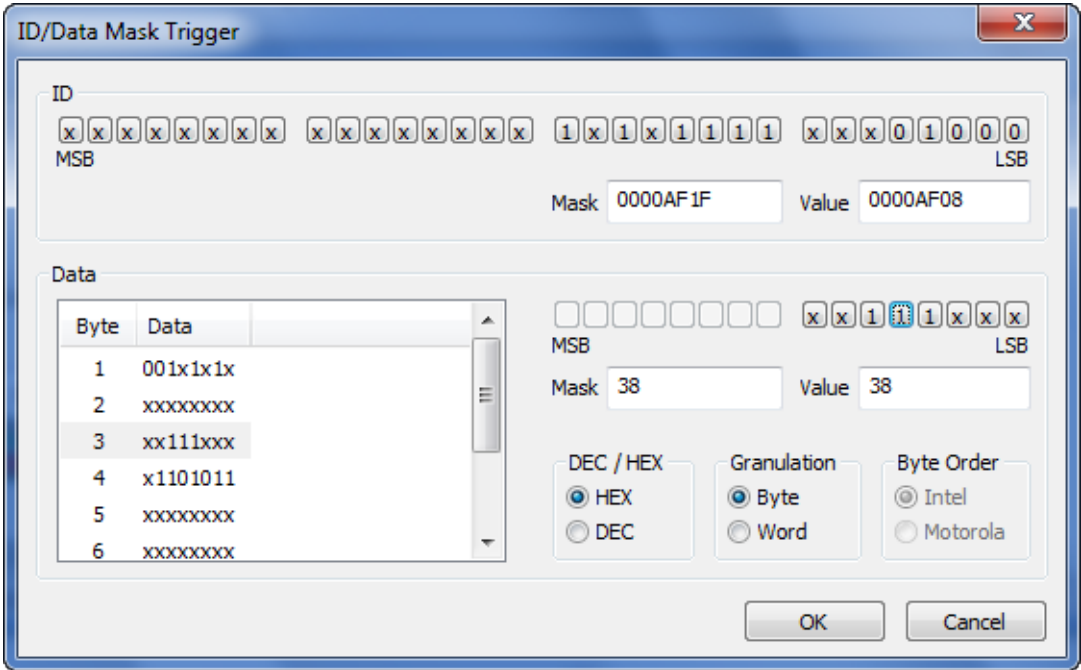 ID/Data Mask Trigger
ID
x x x x x x x x x x x x x x x x 1 x 1 x 1 1 1 1 x x x 0 1 0 0 0
MSB LSB
Mask 0000AF1F Value 0000AF08
Data
Byte Data
1 001x1x1x
2 xxxxxxxx
3 xx111xxx
4 x1101011
5 xxxxxxxx
6 xxxxxxxx
x x 1 1 1 x x x
MSB LSB
Mask 38 Value 38
DEC / HEX
HEX
DEC
Granulation
Byte
Word
Byte Order
Intel
Motorola
OK Cancel